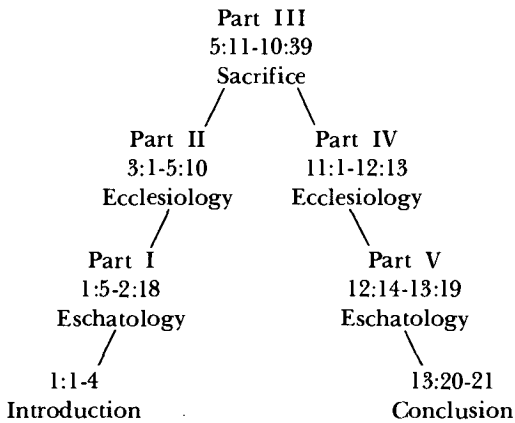 Part III
5:11-10:39
Sacrifice
Part II Part IV
3:1-5:10 11:1-12:13
Ecclesiology Ecclesiology
Part I Part V
1:5-2:18 12:14-13:19
Eschatology Eschatology
1:1-4 13:20-21
Introduction Conclusion